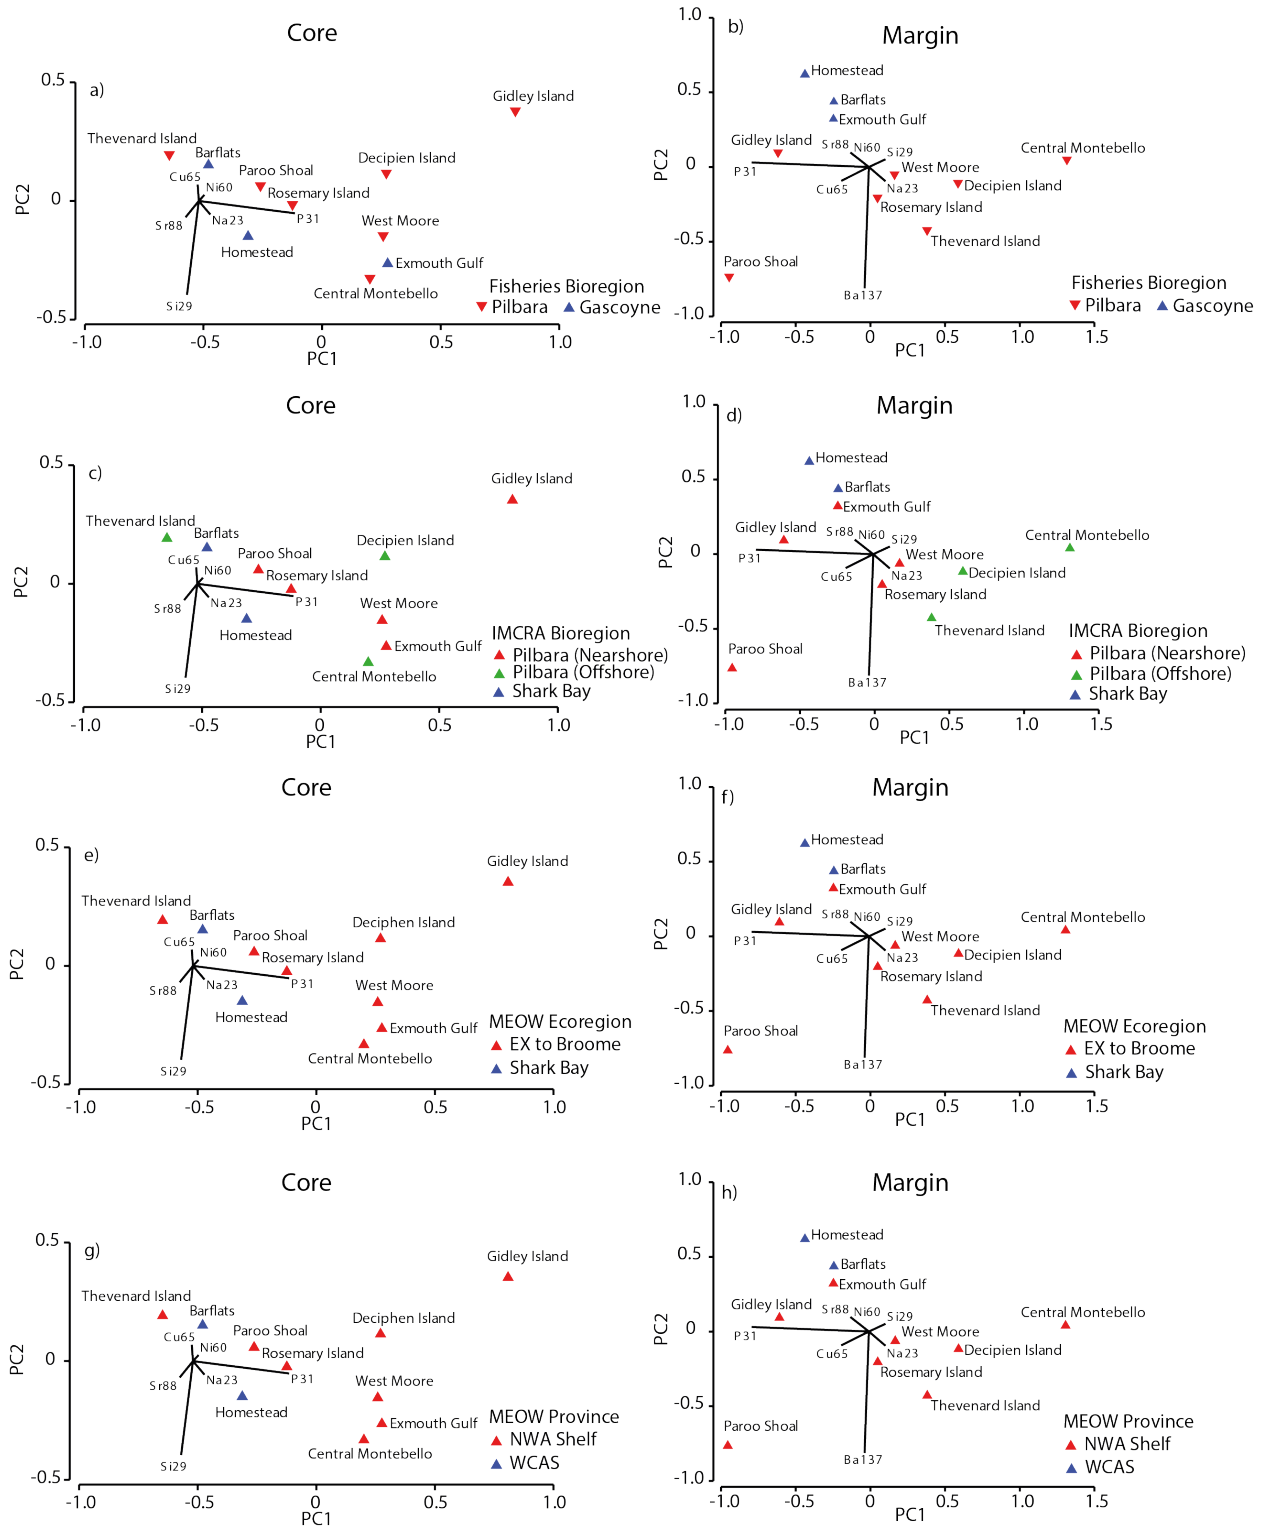 Core
a)
0.5
0
-0.5
PC2
Gidley Island
Thevenard Island
Barflats
Decipien Island
Paroo Shoal
Cu65
Ni60
Rosemary Island
Sr88
Na23
P31
West Moore
Homestead
Exmouth Gulf
Central Montebello
Si29
Fisheries Bioregion
Pilbara Gascoyne
-1.0 -0.5 0 0.5 1.0
PC1
Margin
b)
1.0
0.5
0
-0.5
-1.0
PC2
Homestead
Barflats
Exmouth Gulf
Gidley Island
Sr88 Ni60 Si29
Central Montebello
P31
West Moore
Cu65
Na23
Decipien Island
Rosemary Island
Thevenard Island
Paroo Shoal
Ba137
Fisheries Bioregion
Pilbara Gascoyne
-1.0 -0.5 0 0.5 1.0 1.5
PC1
Core
c)
0.5
0
-0.5
PC2
Gidley Island
Thevenard Island
Barflats
Decipien Island
Paroo Shoal
Cu65
Ni60
Rosemary Island
Sr88
Na23
P31
West Moore
Homestead
Exmouth Gulf
Central Montebello
Si29
IMCRA Bioregion
Pilbara (Nearshore)
Pilbara (Offshore)
Shark Bay
-1.0 -0.5 0 0.5 1.0
PC1
Margin
d)
1.0
0.5
0
-0.5
-1.0
PC2
Homestead
Barflats
Exmouth Gulf
Gidley Island
Sr88 Ni60 Si29
Central Montebello
P31
West Moore
Cu65
Na23
Decipien Island
Rosemary Island
Thevenard Island
Paroo Shoal
Ba137
IMCRA Bioregion
Pilbara (Nearshore)
Pilbara (Offshore)
Shark Bay
-1.0 -0.5 0 0.5 1.0 1.5
PC1
Core
e)
0.5
0
-0.5
PC2
Gidley Island
Thevenard Island
Barflats
Deciphen Island
Paroo Shoal
Cu65
Ni60
Rosemary Island
Sr88
Na23
P31
West Moore
Homestead
Exmouth Gulf
Central Montebello
Si29
MEOW Ecoregion
EX to Broome
Shark Bay
-1.0 -0.5 0 0.5 1.0
PC1
Margin
f)
1.0
0.5
0
-0.5
-1.0
PC2
Homestead
Barflats
Exmouth Gulf
Gidley Island
Sr88 Ni60 Si29
Central Montebello
P31
West Moore
Cu65
Na23
Decipien Island
Rosemary Island
Thevenard Island
Paroo Shoal
Ba137
MEOW Ecoregion
EX to Broome
Shark Bay
-1.0 -0.5 0 0.5 1.0 1.5
PC1
Core
g)
0.5
0
-0.5
PC2
Gidley Island
Thevenard Island
Barflats
Deciphen Island
Paroo Shoal
Cu65
Ni60
Rosemary Island
Sr88
Na23
P31
West Moore
Homestead
Exmouth Gulf
Central Montebello
Si29
MEOW Province
NWA Shelf
WCAS
-1.0 -0.5 0 0.5 1.0
PC1
Margin
h)
1.0
0.5
0
-0.5
-1.0
PC2
Homestead
Barflats
Exmouth Gulf
Gidley Island
Sr88 Ni60 Si29
Central Montebello
P31
West Moore
Cu65
Na23
Decipien Island
Rosemary Island
Thevenard Island
Paroo Shoal
Ba137
MEOW Province
NWA Shelf
WCAS
-1.0 -0.5 0 0.5 1.0 1.5
PC1